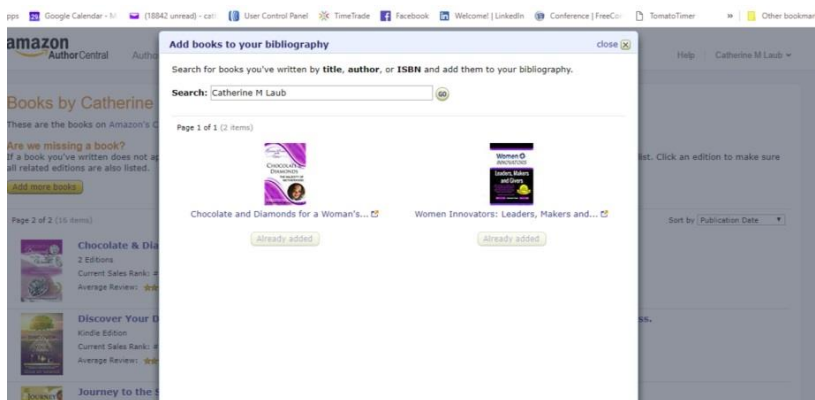 pps Google Calendar - M (18842 unread) - cat User Control Panel TimeTrade Facebook Welcome! | LinkedIn Conference | FreeCo TomatoTimer » Other bookmar
amazon
AuthorCentral Autho
Help Catherine M Laub
Add books to your bibliography close
Search for books you've written by title, author, or ISBN and add them to your bibliography.
Search: Catherine M Laub GO
Page 1 of 1 (2 items)
CHOCOLATE &
DIAMONDS
Women
INNOVATORS
Leaders, Makers
and Givers
Chocolate and Diamonds for a Woman's... Women Innovators: Leaders, Makers and...
Already added Already added
Books by Catherine
These are the books on Amazon's C
Are we missing a book?
If a book you've written does not ap list. Click an edition to make sure
all related editions are also listed.
Add more books
Page 2 of 2 (16 items) Sort by Publication Date
Chocolate & Dia
2 Editions
Current Sales Rank: #
Average Review:
Discover Your D ss.
Kindle Edition
Current Sales Rank: #
Average Review:
Journey to the S